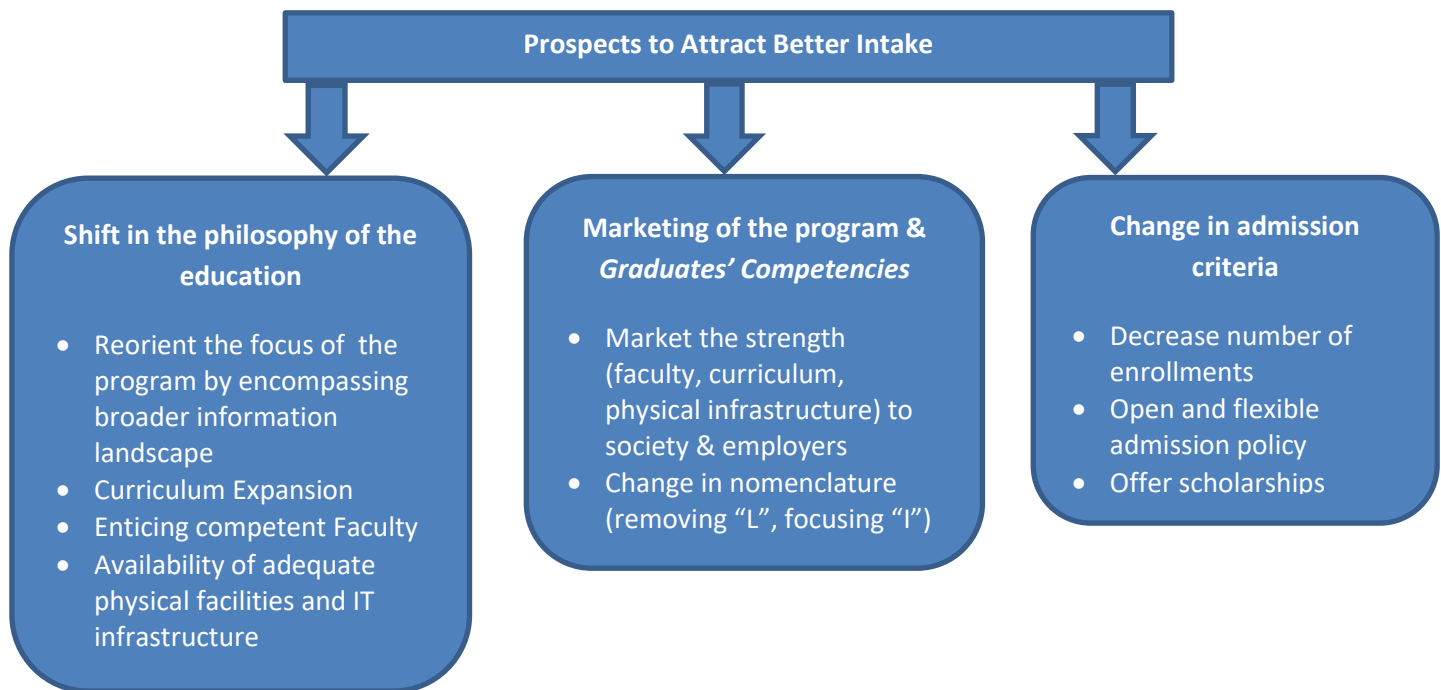 Prospects to Attract Better Intake
Shift in the philosophy of the
education
• Reorient the focus of  the
program by encompassing
broader information
landscape
• Curriculum Expansion
• Enticing competent Faculty
• Availability of adequate
physical facilities and IT
infrastructure
Marketing of the program &
Graduates’ Competencies
• Market the strength
(faculty, curriculum,
physical infrastructure) to
society & employers
• Change in nomenclature
(removing “L”, focusing “I”)
Change in admission
criteria
• Decrease number of
enrollments
• Open and flexible
admission policy
• Offer scholarships